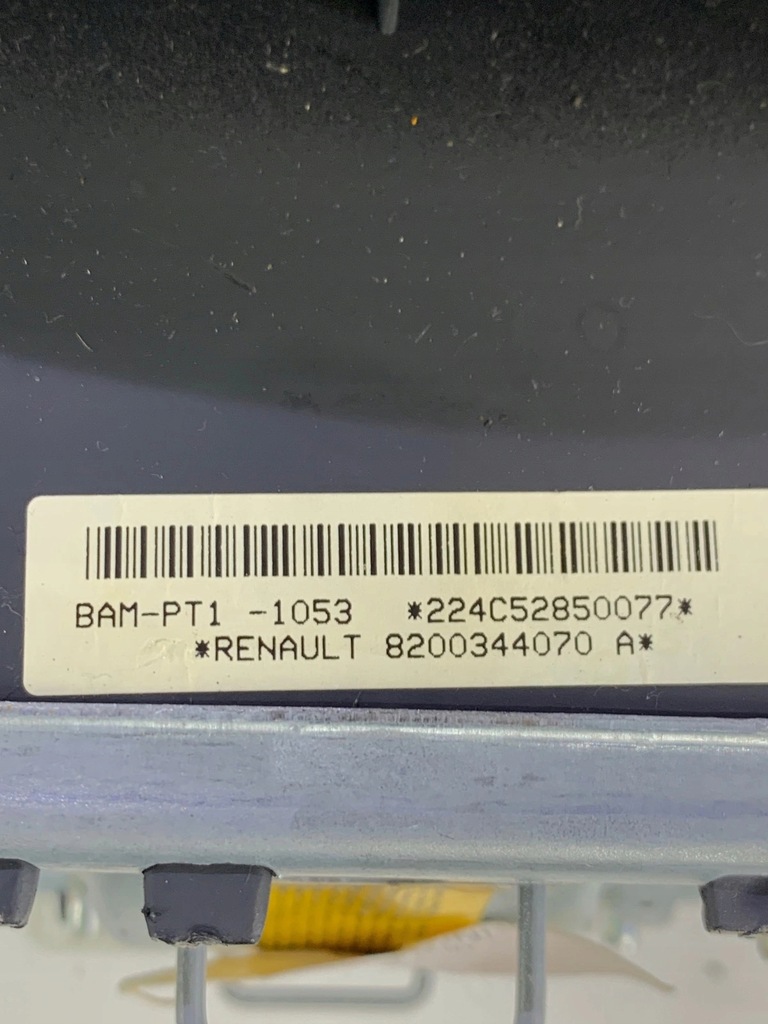 BAM-PT1 -1053 *224C52850077*
*RENAULT 8200344070 A*